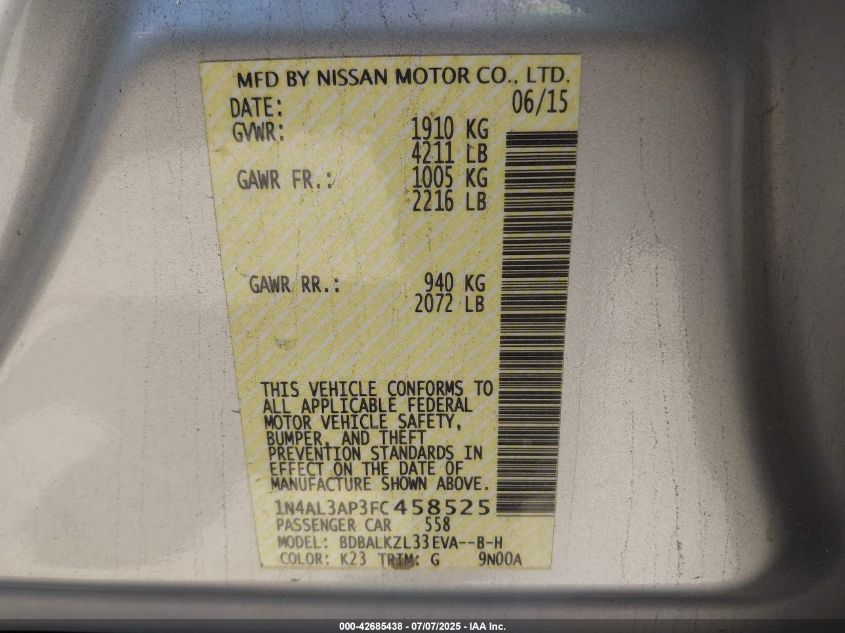 MFD BY NISSAN MOTOR CO., LTD.
DATE: 06/15
GVWR: 1910 KG
4211 LB
GAWR FR.: 1005 KG
2216 LB
GAWR RR.: 940 KG
2072 LB
THIS VEHICLE CONFORMS TO
ALL APPLICABLE FEDERAL
MOTOR VEHICLE SAFETY,
BUMPER, AND THEFT
PREVENTION STANDARDS IN
EFFECT ON THE DATE OF
MANUFACTURE SHOWN ABOVE.
1N4AL3AP3FC458525
PASSENGER CAR 558
MODEL: BDBALKZL33EVA--B-H
COLOR: K23 TRIM: G 9N00A
000-42685438 - 07/07/2025 - IAA Inc.